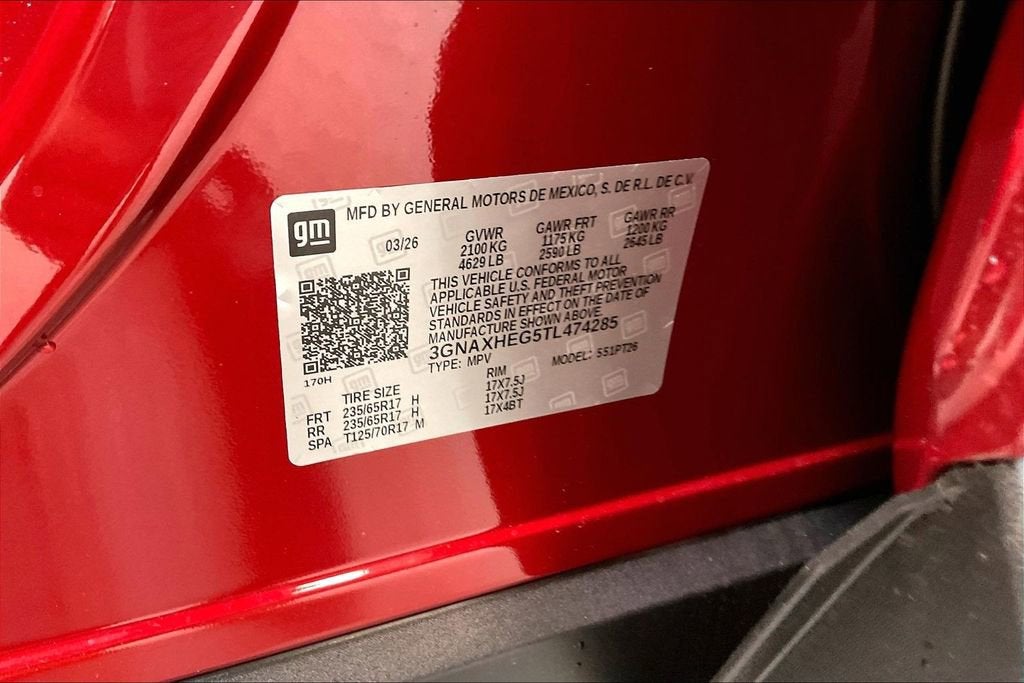 gm
MFD BY GENERAL MOTORS DE MEXICO, S. DE R.L. DE C.V.
03/26
GVWR GAWR FRT GAWR RR
2100 KG 1175 KG 1200 KG
4629 LB 2590 LB 2645 LB
THIS VEHICLE CONFORMS TO ALL
APPLICABLE U.S. FEDERAL MOTOR
VEHICLE SAFETY AND THEFT PREVENTION
STANDARDS IN EFFECT ON THE DATE OF
MANUFACTURE SHOWN ABOVE.
3GNAXHEG5TL474285
TYPE: MPV MODEL: 5S1PT26
170H
TIRE SIZE RIM
FRT 235/65R17 H 17X7.5J
RR 235/65R17 H 17X7.5J
SPA T125/70R17 M 17X4BT